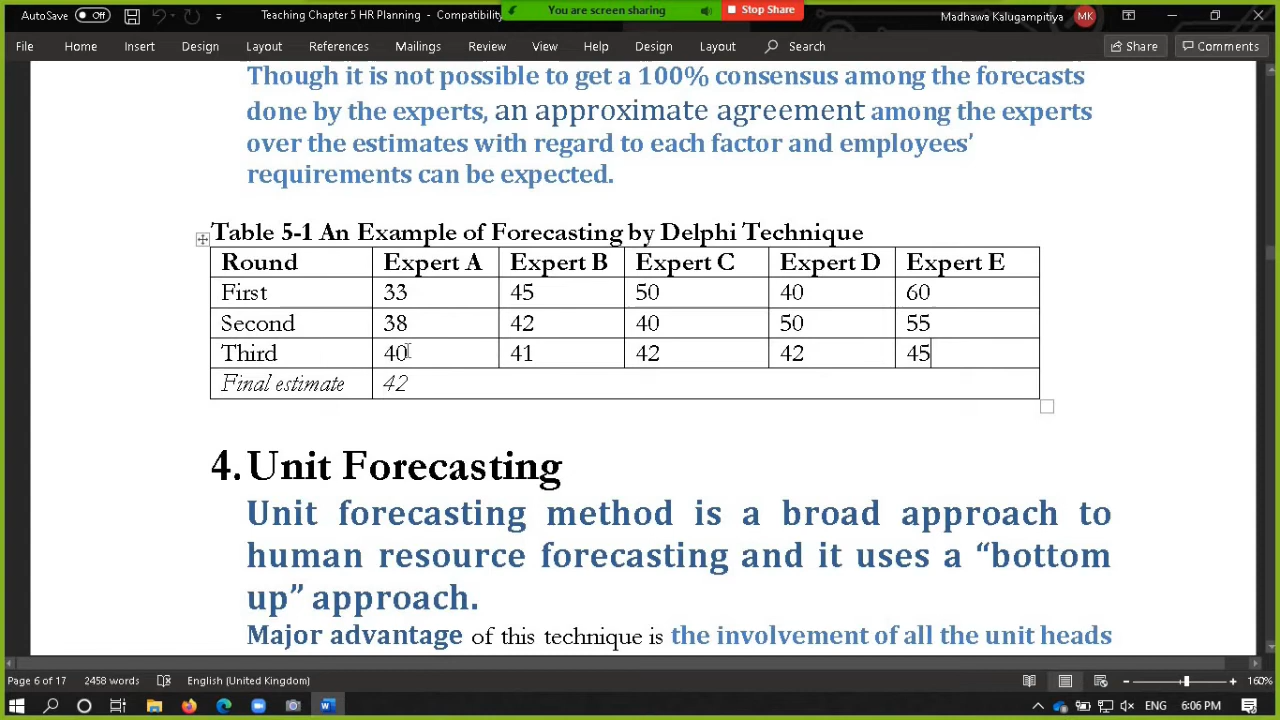 AutoSave Off Teaching Chapter 5 HR Planning - Compatibility You are screen sharing Stop Share Madhawa Kalugampitiya MK
File Home Insert Design Layout References Mailings Review View Help Design Layout Search Share Comments
Though it is not possible to get a 100% consensus among the forecasts
done by the experts, an approximate agreement among the experts
over the estimates with regard to each factor and employees’
requirements can be expected.
Table 5-1 An Example of Forecasting by Delphi Technique
Round Expert A Expert B Expert C Expert D Expert E
First 33 45 50 40 60
Second 38 42 40 50 55
Third 40 41 42 42 45
Final estimate 42
4. Unit Forecasting
Unit forecasting method is a broad approach to
human resource forecasting and it uses a “bottom
up” approach.
Major advantage of this technique is the involvement of all the unit heads
Page 6 of 17 2458 words English (United Kingdom) 160%
ENG 6:06 PM